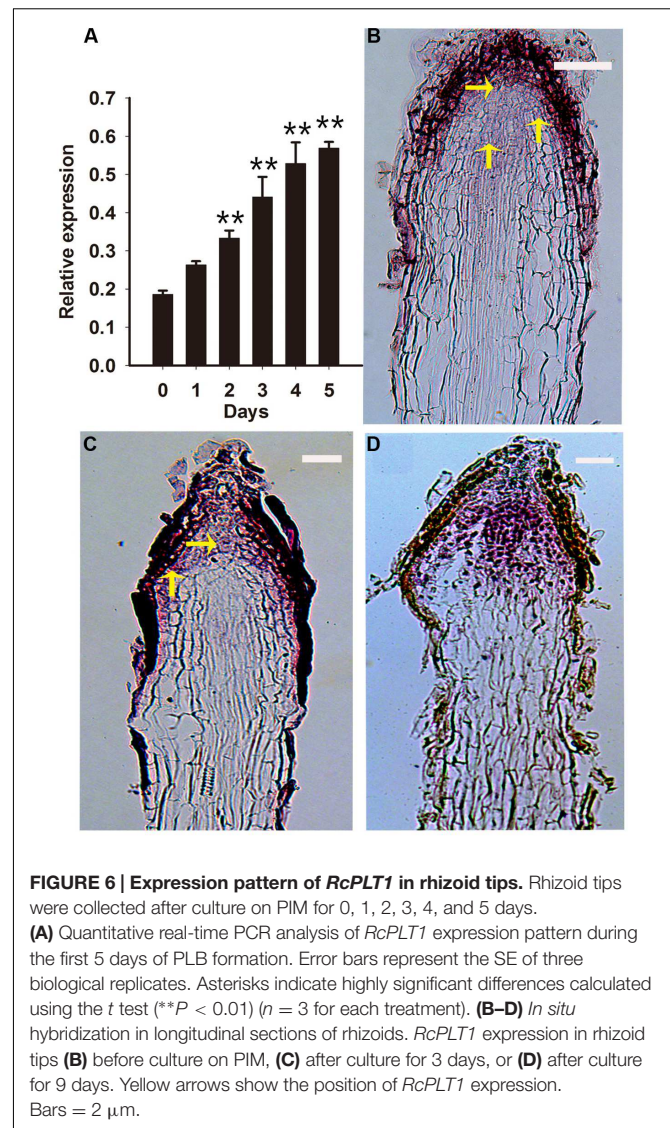 A
B
0.7
0.6
0.5
0.4
0.3
0.2
0.1
0.0
Relative expression
**
**
**
**
0 1 2 3 4 5
Days
C
D
FIGURE 6 | Expression pattern of RcPLT1 in rhizoid tips. Rhizoid tips
were collected after culture on PIM for 0, 1, 2, 3, 4, and 5 days.
(A) Quantitative real-time PCR analysis of RcPLT1 expression pattern during
the first 5 days of PLB formation. Error bars represent the SE of three
biological replicates. Asterisks indicate highly significant differences calculated
using the t test (**P < 0.01) (n = 3 for each treatment). (B–D) In situ
hybridization in longitudinal sections of rhizoids. RcPLT1 expression in rhizoid
tips (B) before culture on PIM, (C) after culture for 3 days, or (D) after culture
for 9 days. Yellow arrows show the position of RcPLT1 expression.
Bars = 2 μm.